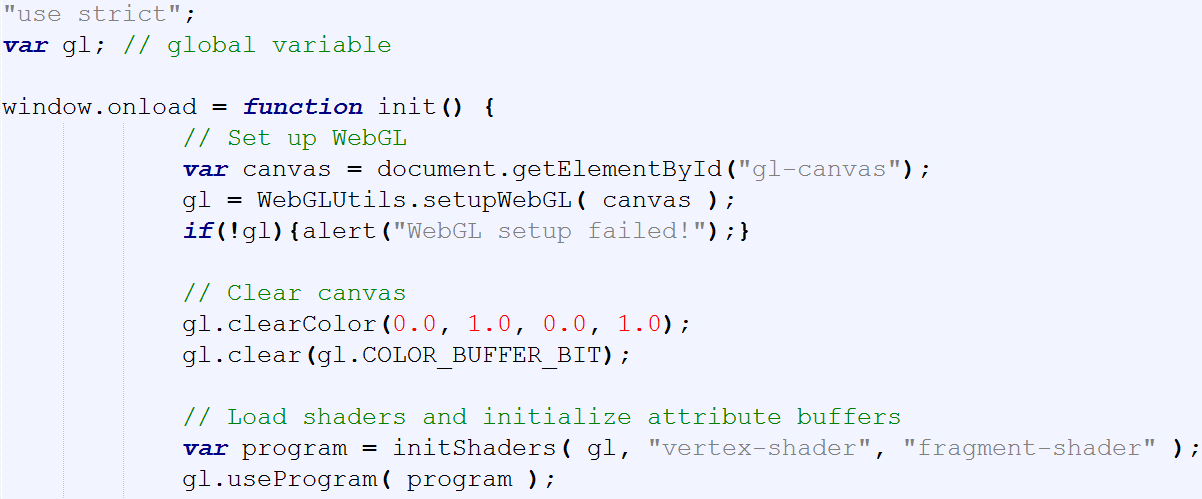 "use strict";
var gl; // global variable
window.onload = function init() {
// Set up WebGL
var canvas = document.getElementById("gl-canvas");
gl = WebGLUtils.setupWebGL( canvas );
if(!gl){alert("WebGL setup failed!");}
// Clear canvas
gl.clearColor(0.0, 1.0, 0.0, 1.0);
gl.clear(gl.COLOR_BUFFER_BIT);
// Load shaders and initialize attribute buffers
var program = initShaders( gl, "vertex-shader", "fragment-shader" );
gl.useProgram( program );